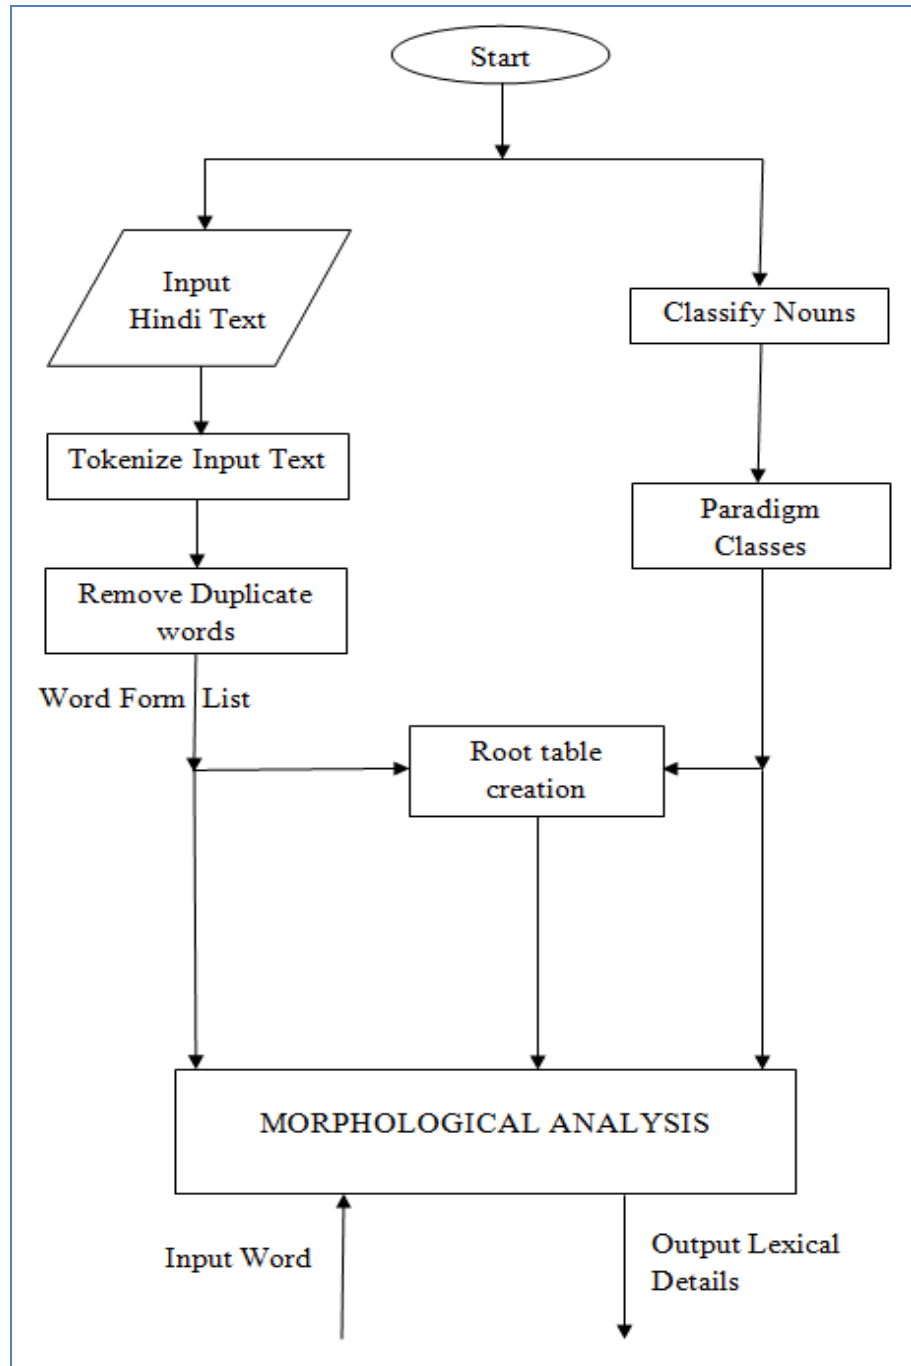 Start
Input
Hindi Text
Classify Nouns
Tokenize Input Text
Paradigm
Classes
Remove Duplicate
words
Word Form List
Root table
creation
MORPHOLOGICAL ANALYSIS
Input Word
Output Lexical
Details